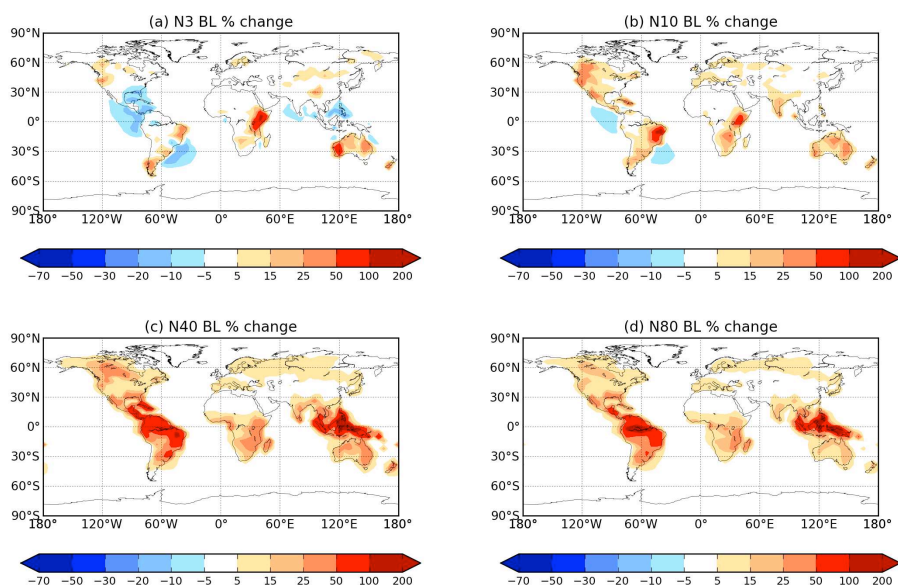 (a) N3 BL % change
90°N
60°N
30°N
0°
30°S
60°S
90°S
180° 120°W 60°W 0° 60°E 120°E 180°
−70 −50 −30 −20 −10 −5 5 15 25 50 100 200
(b) N10 BL % change
90°N
60°N
30°N
0°
30°S
60°S
90°S
180° 120°W 60°W 0° 60°E 120°E 180°
−70 −50 −30 −20 −10 −5 5 15 25 50 100 200
(c) N40 BL % change
90°N
60°N
30°N
0°
30°S
60°S
90°S
180° 120°W 60°W 0° 60°E 120°E 180°
−70 −50 −30 −20 −10 −5 5 15 25 50 100 200
(d) N80 BL % change
90°N
60°N
30°N
0°
30°S
60°S
90°S
180° 120°W 60°W 0° 60°E 120°E 180°
−70 −50 −30 −20 −10 −5 5 15 25 50 100 200